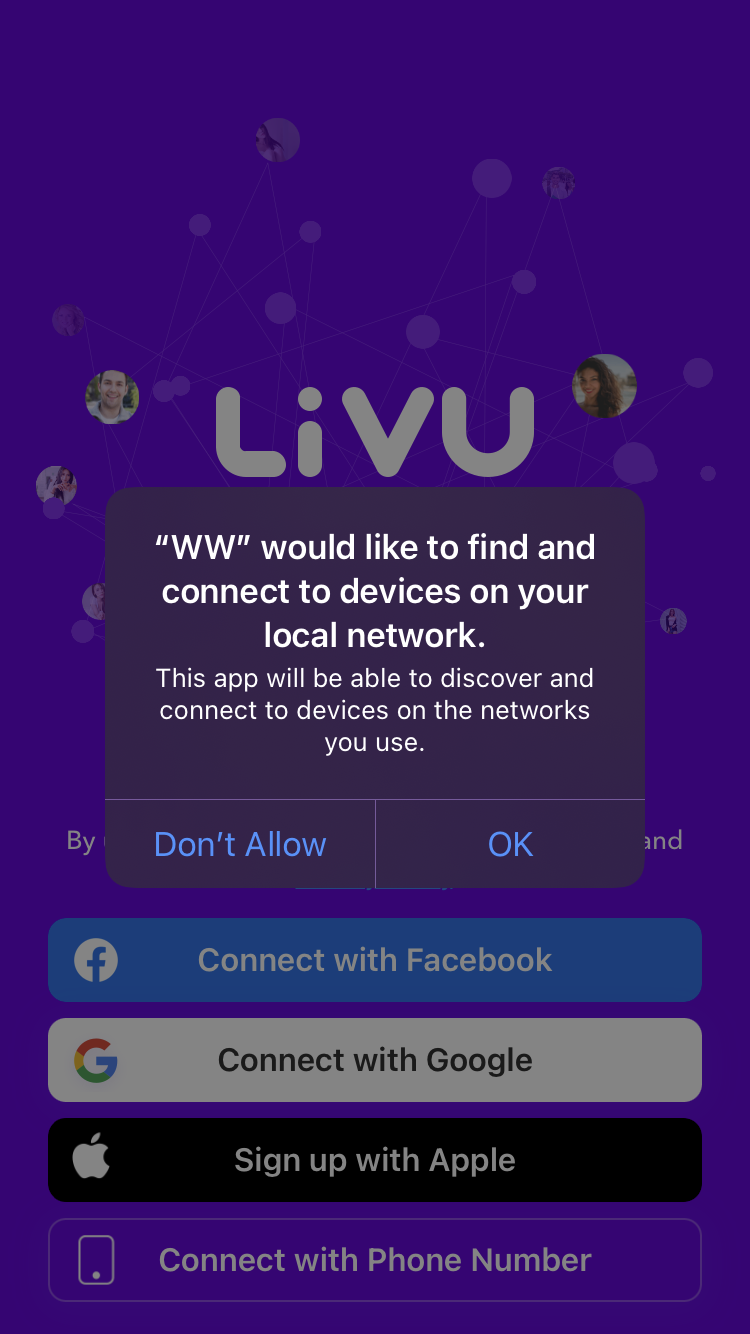 LiVU
“WW” would like to find and
connect to devices on your
local network.
This app will be able to discover and
connect to devices on the networks
you use.
By
and
Don’t Allow
OK
Connect with Facebook
Connect with Google
Sign up with Apple
Connect with Phone Number